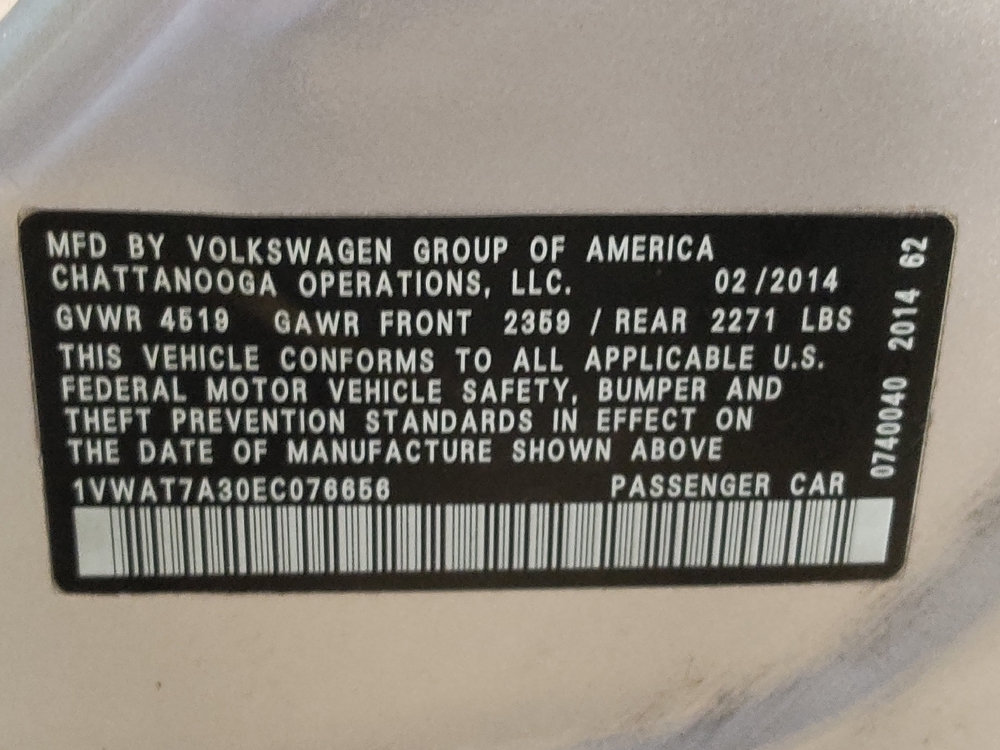 MFD BY VOLKSWAGEN GROUP OF AMERICA
CHATTANOOGA OPERATIONS, LLC. 02/2014
GVWR 4519 GAWR FRONT 2359 / REAR 2271 LBS
THIS VEHICLE CONFORMS TO ALL APPLICABLE U.S.
FEDERAL MOTOR VEHICLE SAFETY, BUMPER AND
THEFT PREVENTION STANDARDS IN EFFECT ON
THE DATE OF MANUFACTURE SHOWN ABOVE
1VWAT7A30EC076656 PASSENGER CAR
0740040 2014 62